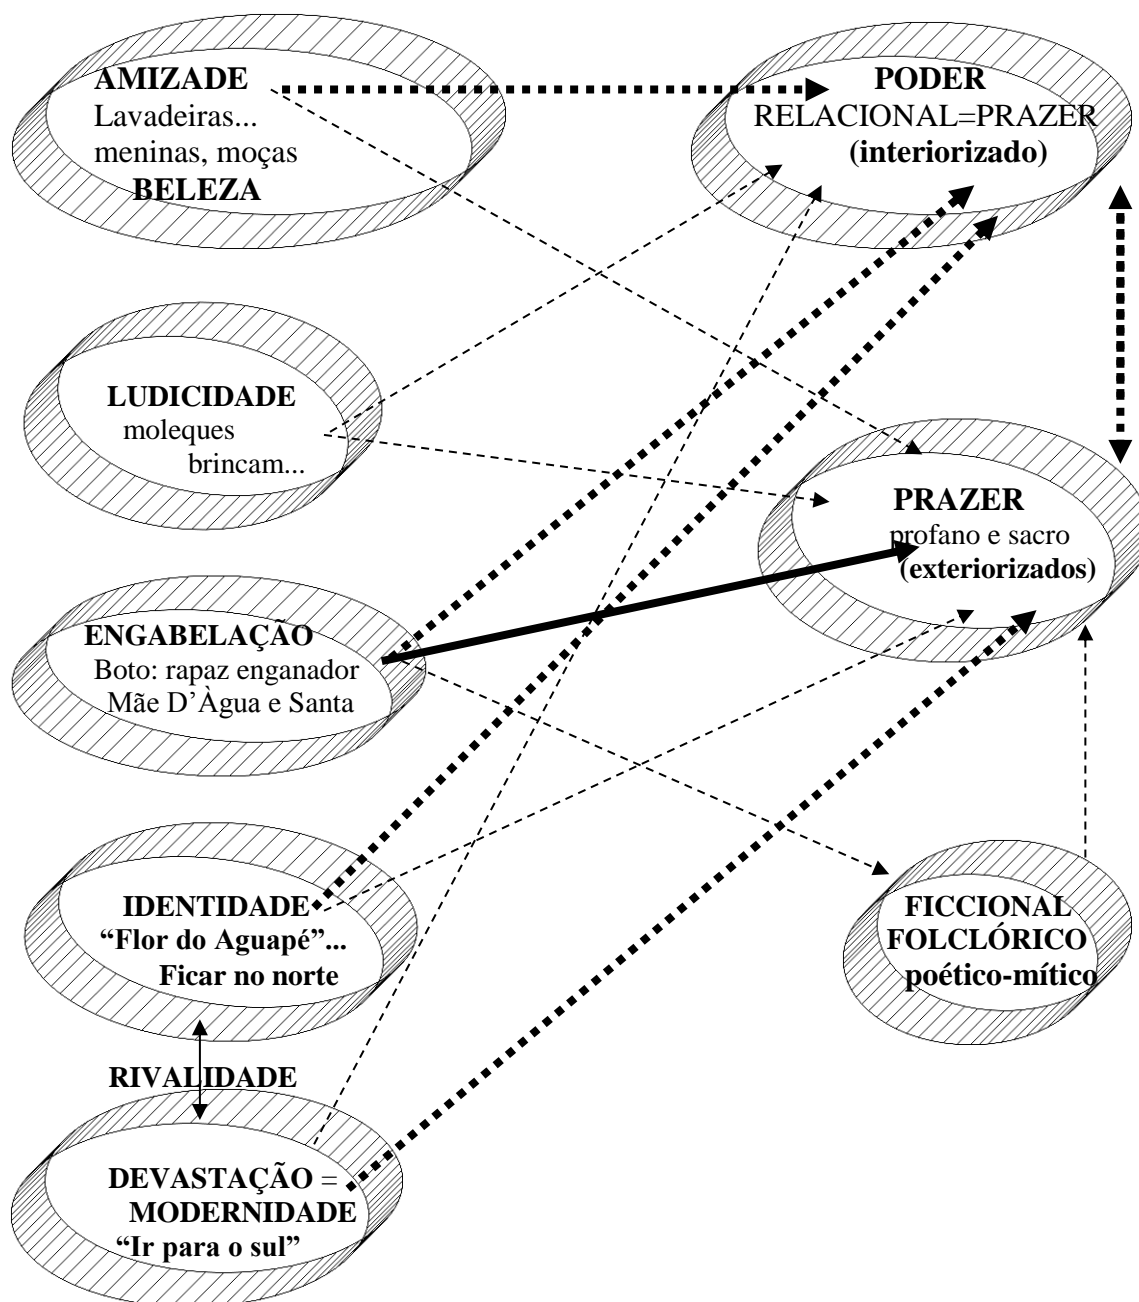 AMIZADE
Lavadeiras...
meninas, moças
BELEZA
PODER
RELACIONAL=PRAZER
(interiorizado)
LUDICIDADE
moleques
brincam...
PRAZER
profano e sacro
(exteriorizados)
ENGABELAÇÃO
Boto: rapaz enganador
Mãe D’Àgua e Santa
IDENTIDADE
“Flor do Aguapé”...
Ficar no norte
FICCIONAL
FOLCLÓRICO
poético-mítico
RIVALIDADE
DEVASTAÇÃO =
MODERNIDADE
“Ir para o sul”